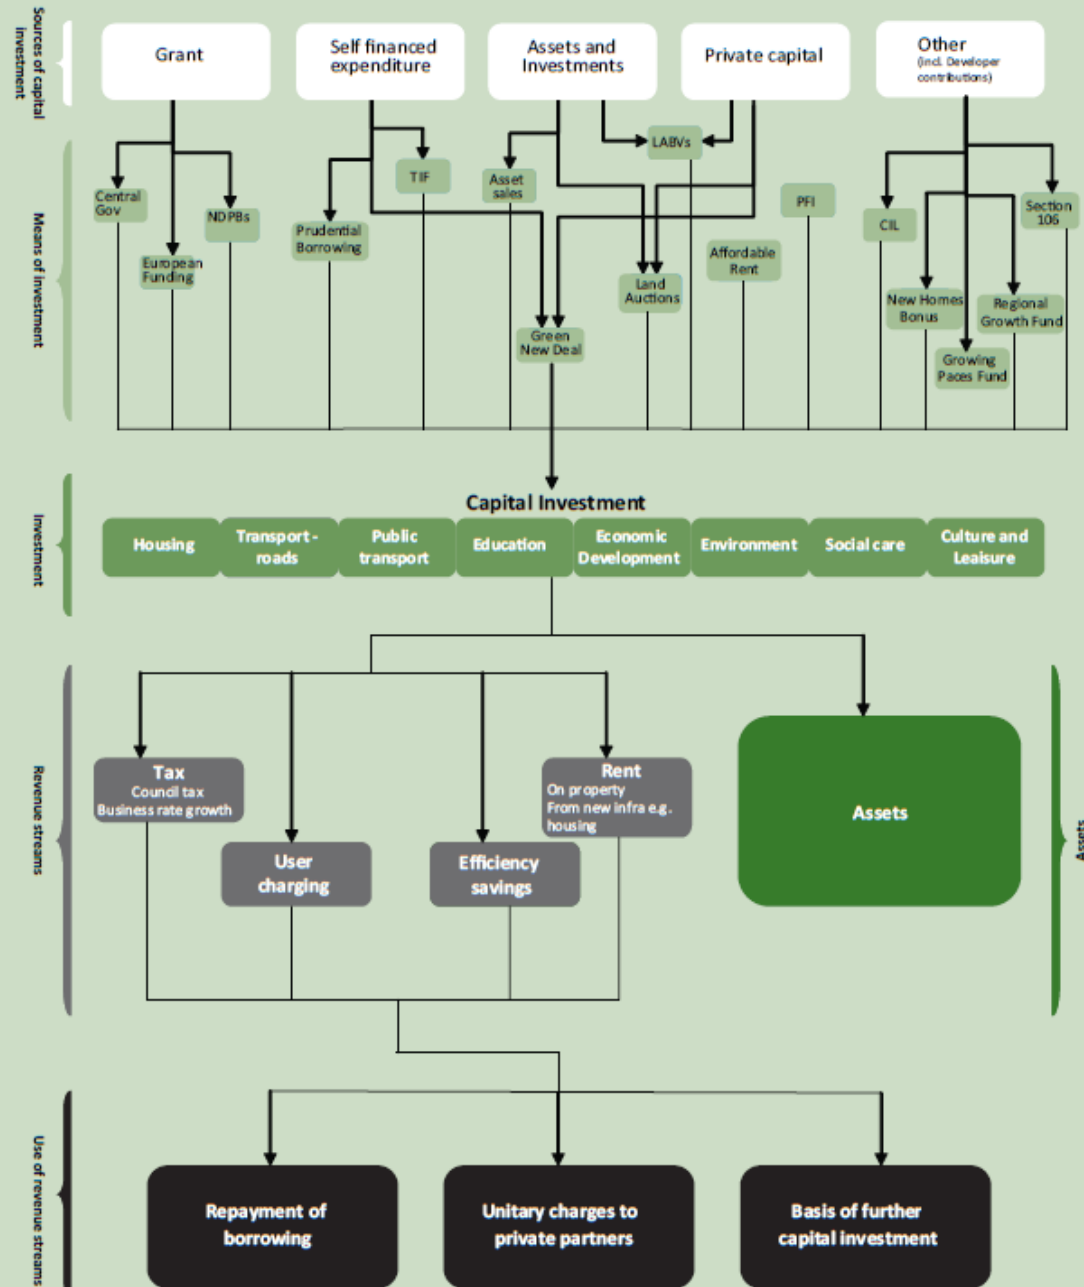 Sources of capital
investment
Grant
Self financed
expenditure
Assets and
Investments
Private capital
Other
(incl. Developer
contributions)
Means of investment
LABVs
TIF
Asset
sales
Central
Gov
NDPBs
PFI
CIL
Section
106
Prudential
Borrowing
European
Funding
Affordable
Rent
Land
Auctions
New Homes
Bonus
Regional
Growth Fund
Green
New Deal
Growing
Paces Fund
Investment
Capital Investment
Housing
Transport -
roads
Public
transport
Education
Economic
Development
Environment
Social care
Culture and
Leaisure
Revenue streams
Tax
Council tax
Business rate growth
Rent
On property
From new infra e.g.
housing
User
charging
Efficiency
savings
Assets
Assets
Use of revenue streams
Repayment of
borrowing
Unitary charges to
private partners
Basis of further
capital investment